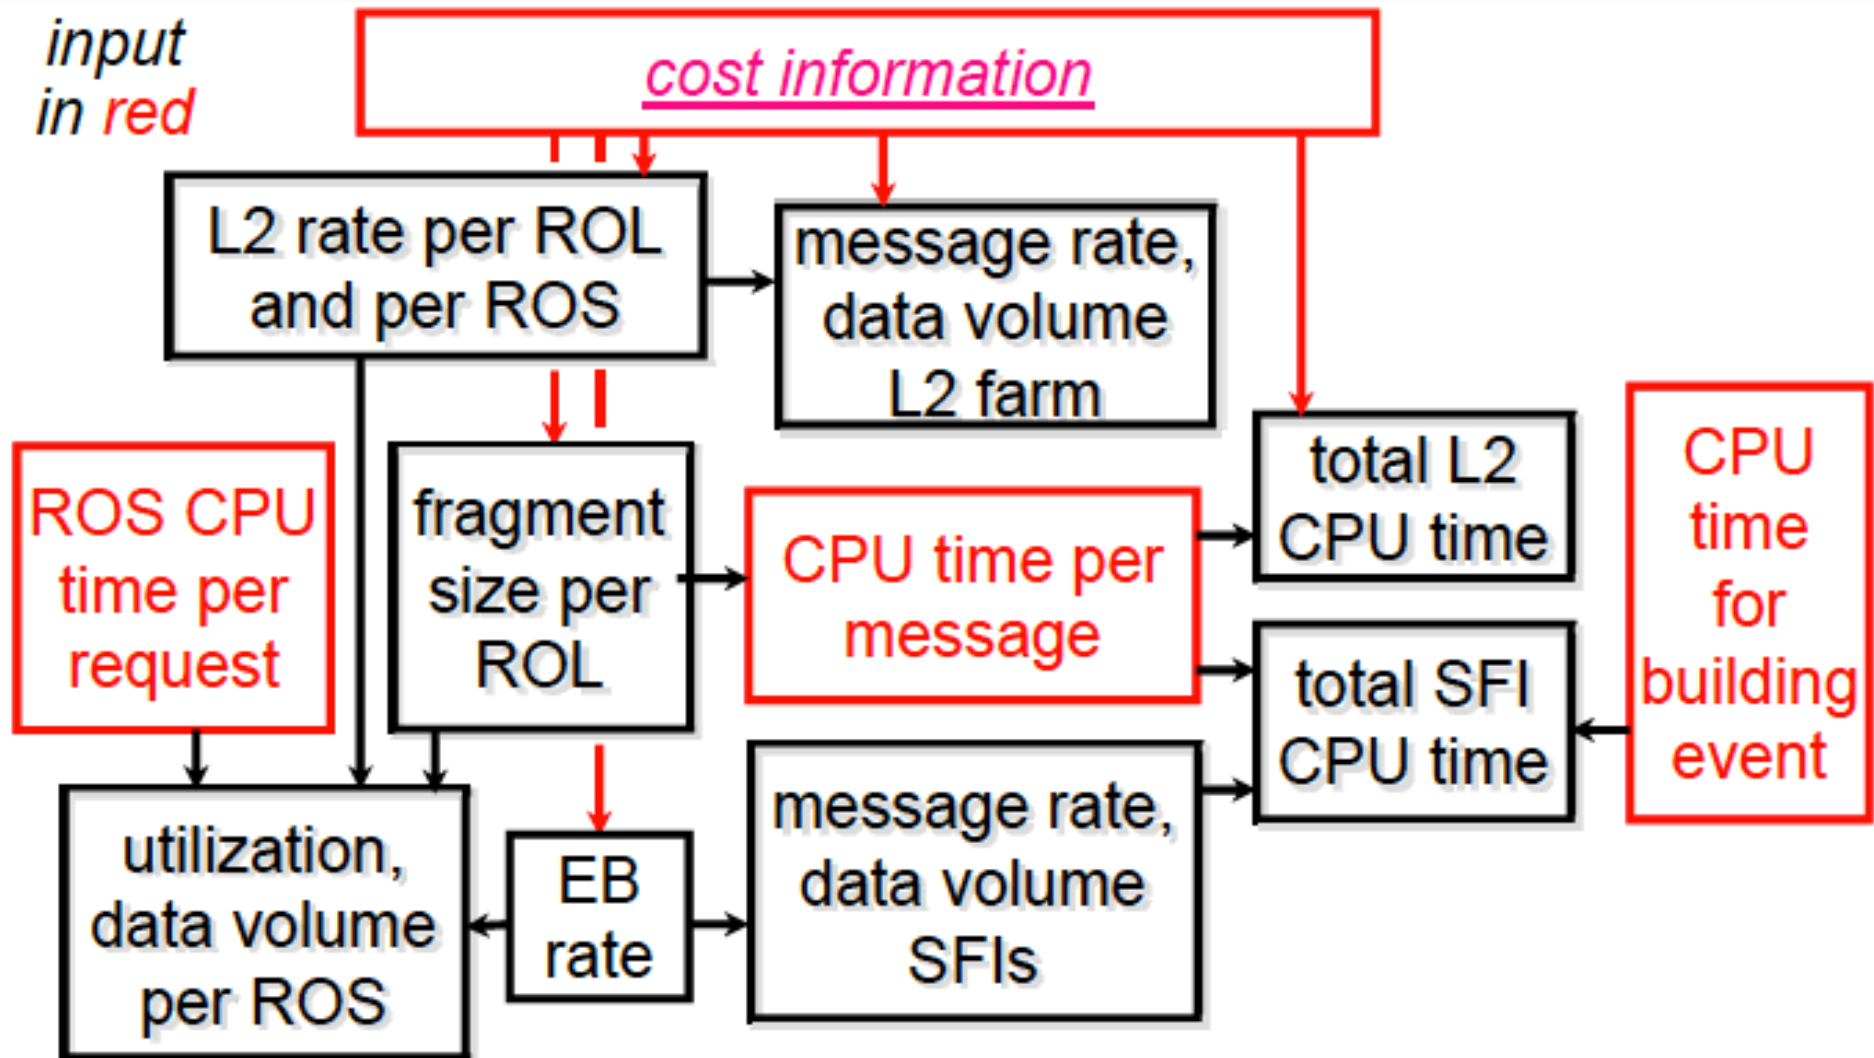 input
in red
cost information
L2 rate per ROL
and per ROS
message rate,
data volume
L2 farm
ROS CPU
time per
request
fragment
size per
ROL
CPU time per
message
total L2
CPU time
CPU
time
for
building
event
total SFI
CPU time
utilization,
data volume
per ROS
EB
rate
message rate,
data volume
SFIs